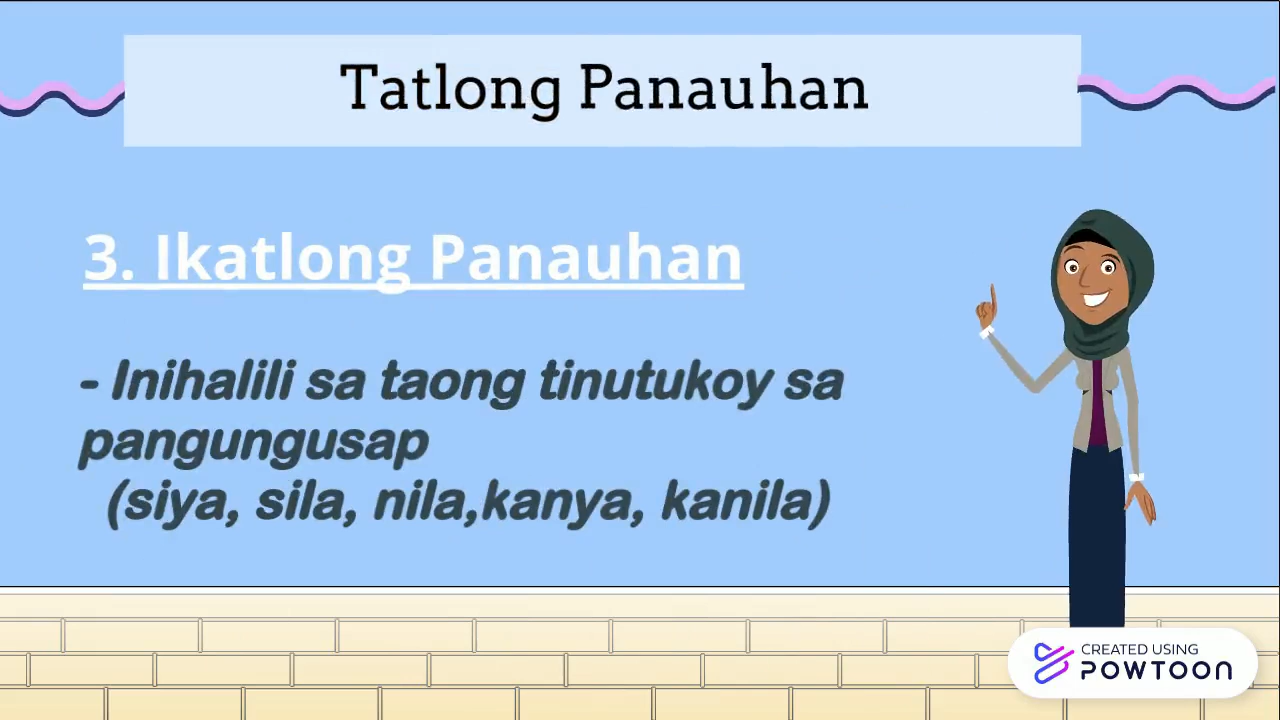 Tatlong Panauhan
3. Ikatlong Panauhan
- Inihalili sa taong tinutukoy sa
pangungusap
(siya, sila, nila,kanya, kanila)
CREATED USING
POWTOON